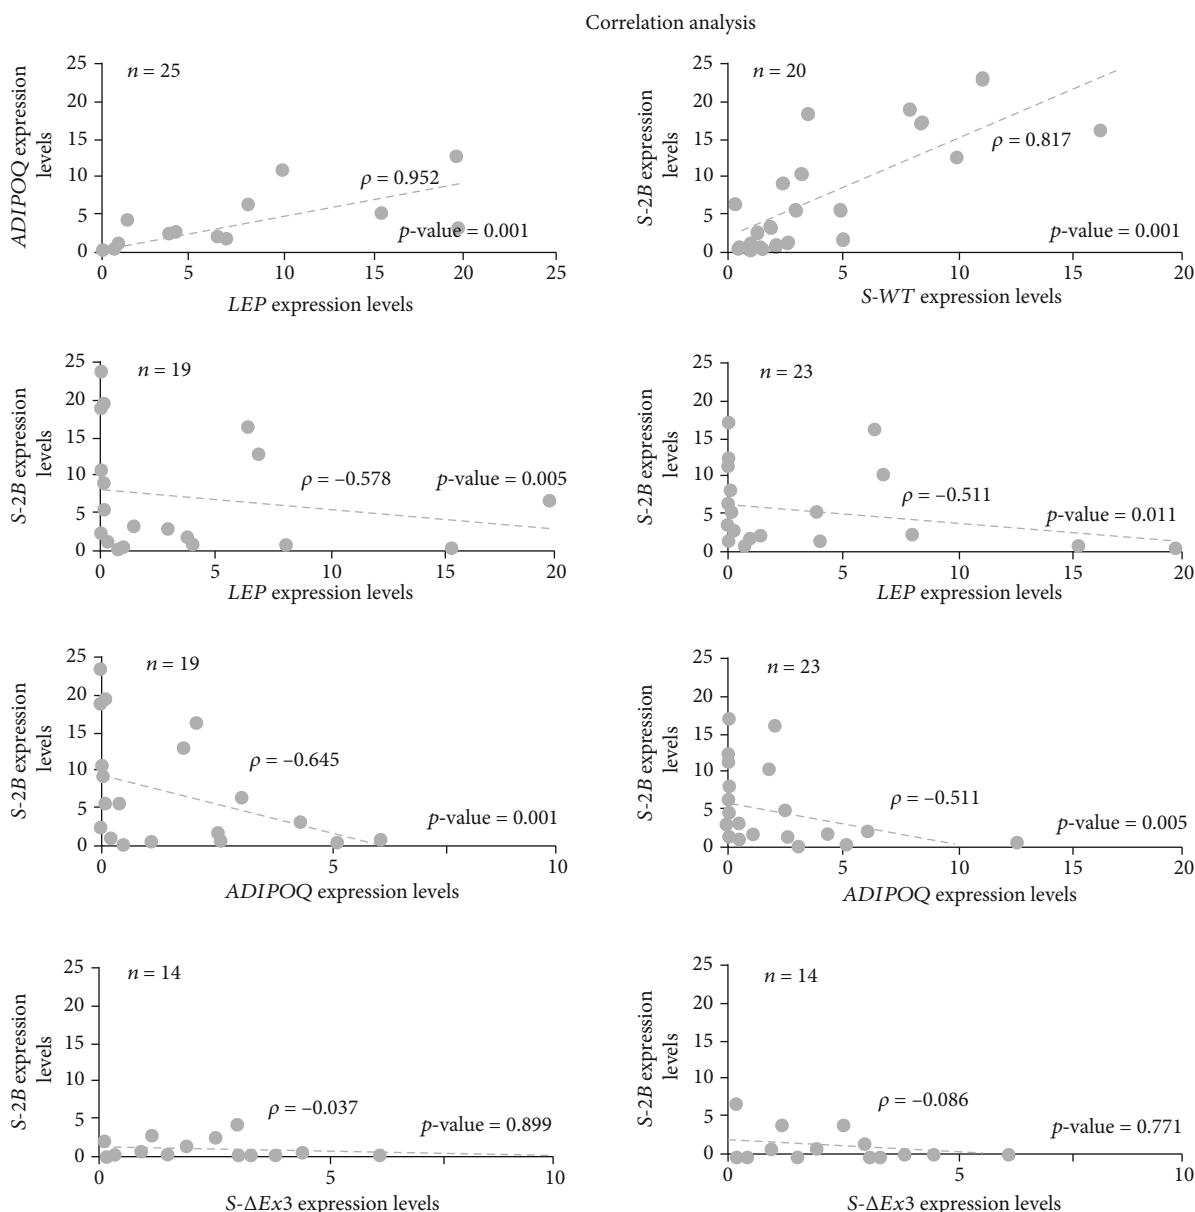 Correlation analysis
ADIPOQ expression
levels
25
20
15
10
5
0
n = 25
ρ = 0.952
p-value = 0.001
0 5 10 15 20 25
LEP expression levels
S-2B expression
levels
25
20
15
10
5
0
n = 20
ρ = 0.817
p-value = 0.001
0 5 10 15 20
S-WT expression levels
S-2B expression
levels
25
20
15
10
5
0
n = 19
ρ = –0.578
p-value = 0.005
0 5 10 15 20
LEP expression levels
S-2B expression
levels
25
20
15
10
5
0
n = 23
ρ = –0.511
p-value = 0.011
0 5 10 15 20
LEP expression levels
S-2B expression
levels
25
20
15
10
5
0
n = 19
ρ = –0.645
p-value = 0.001
0 5 10
ADIPOQ expression levels
S-2B expression
levels
25
20
15
10
5
0
n = 23
ρ = –0.511
p-value = 0.005
0 5 10 15 20
ADIPOQ expression levels
S-2B expression
levels
25
20
15
10
5
0
n = 14
ρ = –0.037
p-value = 0.899
0 5 10
S-ΔEx3 expression levels
S-2B expression
levels
25
20
15
10
5
0
n = 14
ρ = –0.086
p-value = 0.771
0 5 10
S-ΔEx3 expression levels